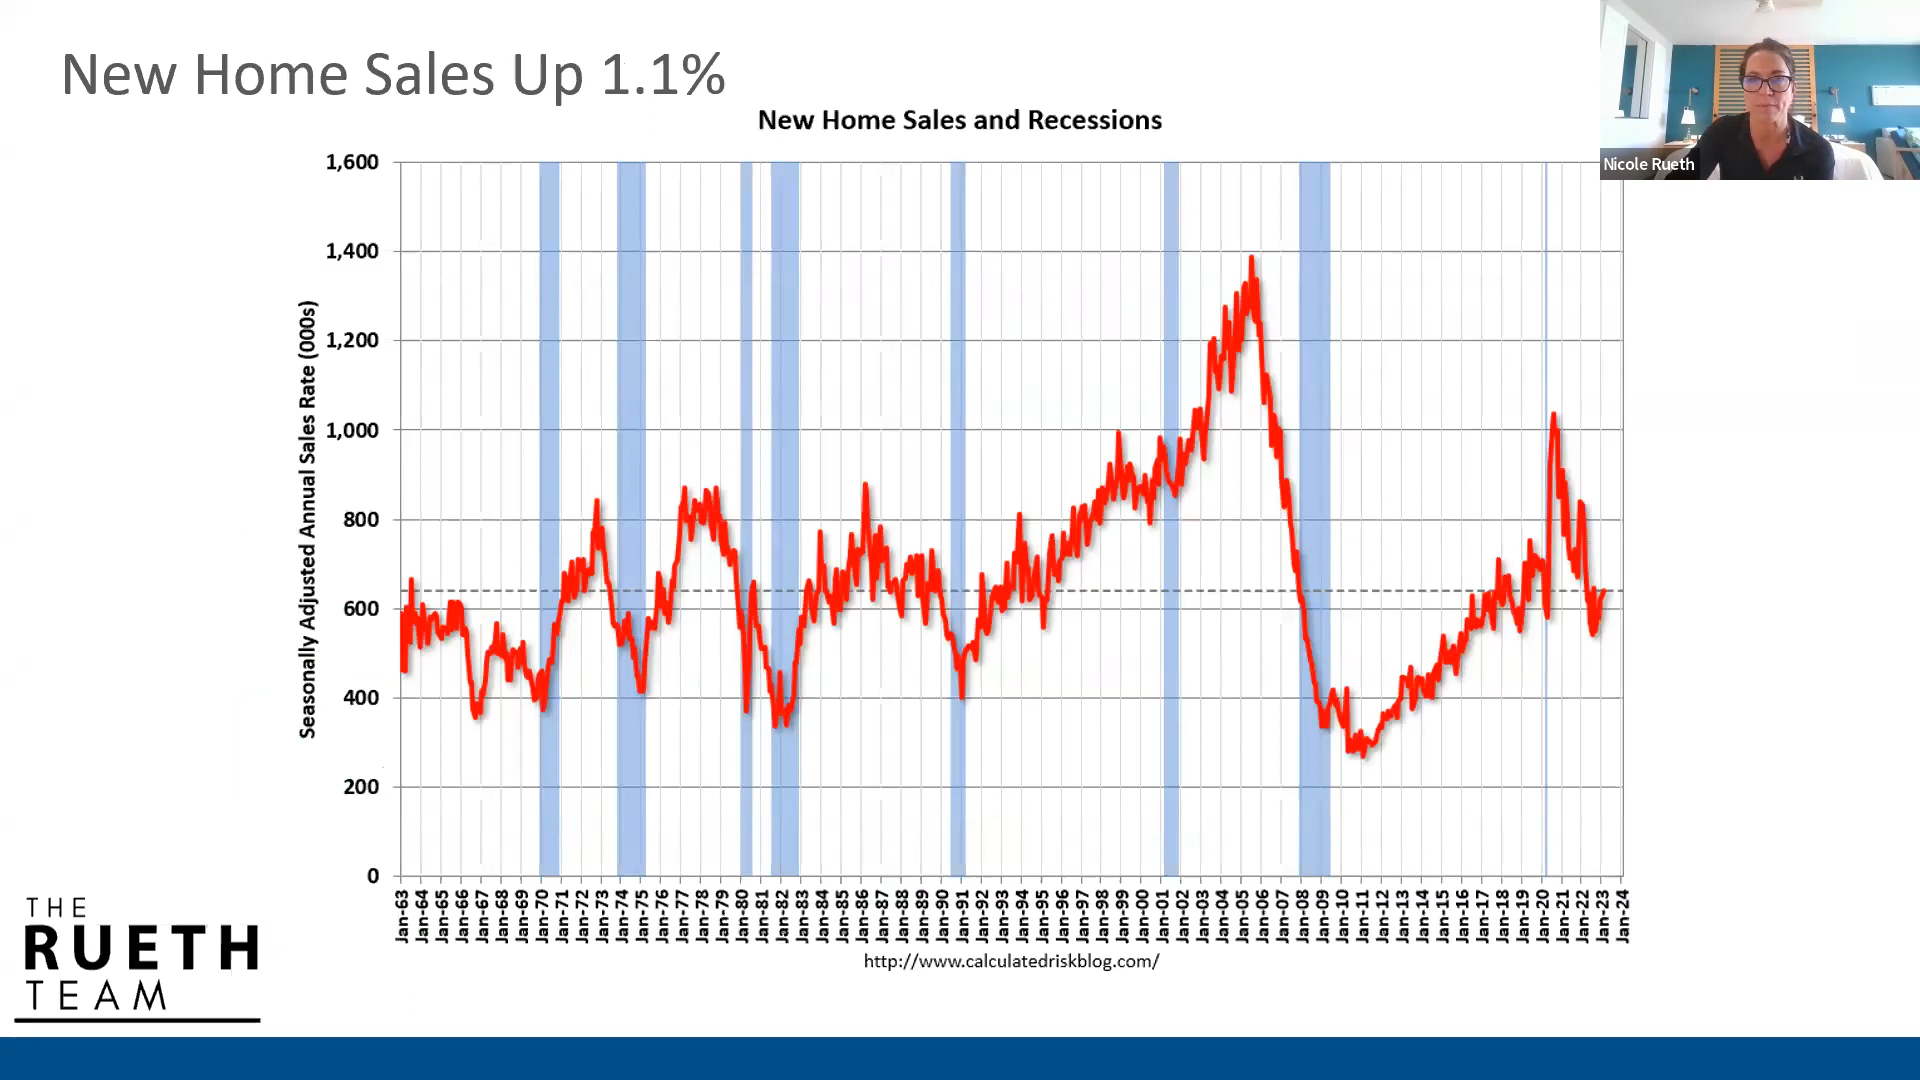 New Home Sales Up 1.1%
Nicole Rueth
New Home Sales and Recessions
Seasonally Adjusted Annual Sales Rate (000s)
1,600
1,400
1,200
1,000
800
600
400
200
0
Jan-63
Jan-64
Jan-65
Jan-66
Jan-67
Jan-68
Jan-69
Jan-70
Jan-71
Jan-72
Jan-73
Jan-74
Jan-75
Jan-76
Jan-77
Jan-78
Jan-79
Jan-80
Jan-81
Jan-82
Jan-83
Jan-84
Jan-85
Jan-86
Jan-87
Jan-88
Jan-89
Jan-90
Jan-91
Jan-92
Jan-93
Jan-94
Jan-95
Jan-96
Jan-97
Jan-98
Jan-99
Jan-00
Jan-01
Jan-02
Jan-03
Jan-04
Jan-05
Jan-06
Jan-07
Jan-08
Jan-09
Jan-10
Jan-11
Jan-12
Jan-13
Jan-14
Jan-15
Jan-16
Jan-17
Jan-18
Jan-19
Jan-20
Jan-21
Jan-22
Jan-23
Jan-24
http://www.calculatedriskblog.com/
THE
RUETH
TEAM